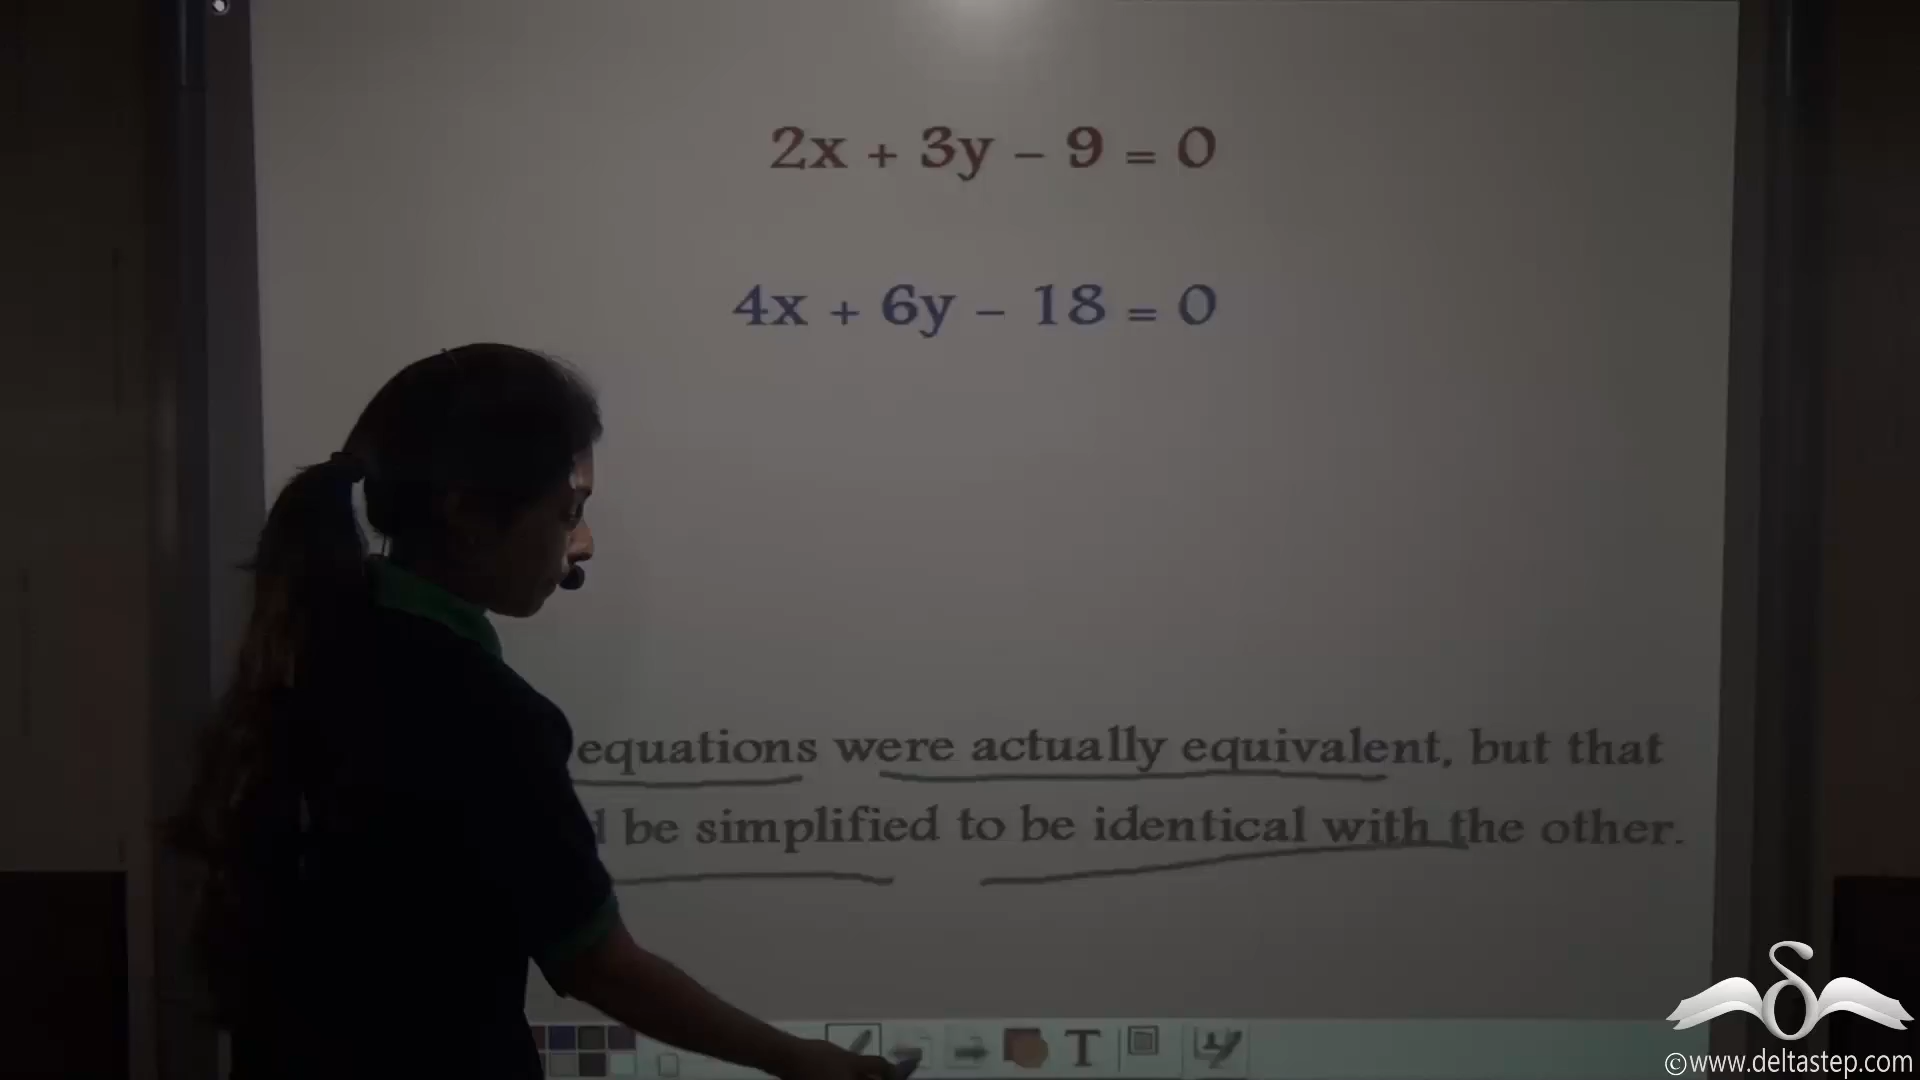 2x + 3y – 9 = 0
4x + 6y – 18 = 0
equations were actually equivalent, but that
be simplified to be identical with the other.
T
©www.deltastep.com